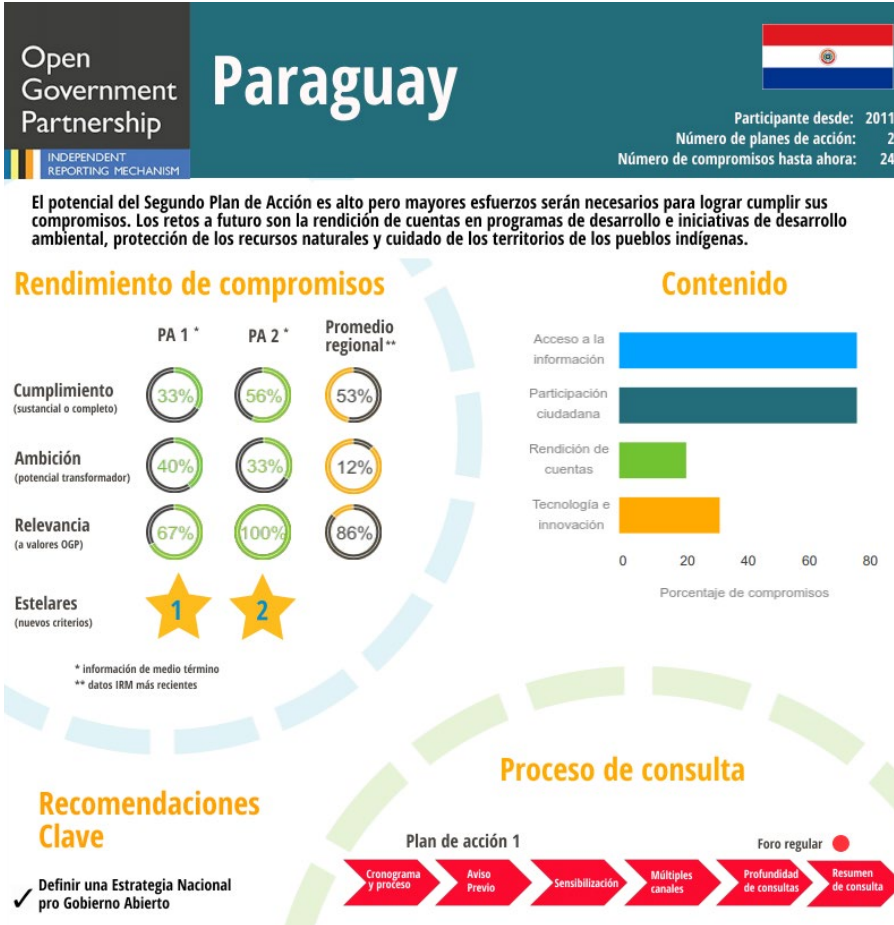 Open
Government
Partnership
INDEPENDENT
REPORTING MECHANISM
Paraguay
Participante desde: 2011
Número de planes de acción: 2
Número de compromisos hasta ahora: 24
El potencial del Segundo Plan de Acción es alto pero mayores esfuerzos serán necesarios para lograr cumplir sus
compromisos. Los retos a futuro son la rendición de cuentas en programas de desarrollo e iniciativas de desarrollo
ambiental, protección de los recursos naturales y cuidado de los territorios de los pueblos indígenas.
Rendimiento de compromisos
PA 1 *
PA 2 *
Promedio
regional **
Cumplimiento
(sustancial o completo)
33%
56%
53%
Ambición
(potencial transformador)
40%
33%
12%
Relevancia
(a valores OGP)
67%
100%
86%
Estelares
(nuevos criterios)
1
2
* información de medio término
** datos IRM más recientes
Contenido
Acceso a la
información
Participación
ciudadana
Rendición de
cuentas
Tecnología e
innovación
0 20 40 60 80
Porcentaje de compromisos
Recomendaciones
Clave
✓ Definir una Estrategia Nacional
pro Gobierno Abierto
Proceso de consulta
Plan de acción 1
Foro regular
Cronograma
y proceso
Aviso
Previo
Sensibilización
Múltiples
canales
Profundidad
de consultas
Resumen
de consulta